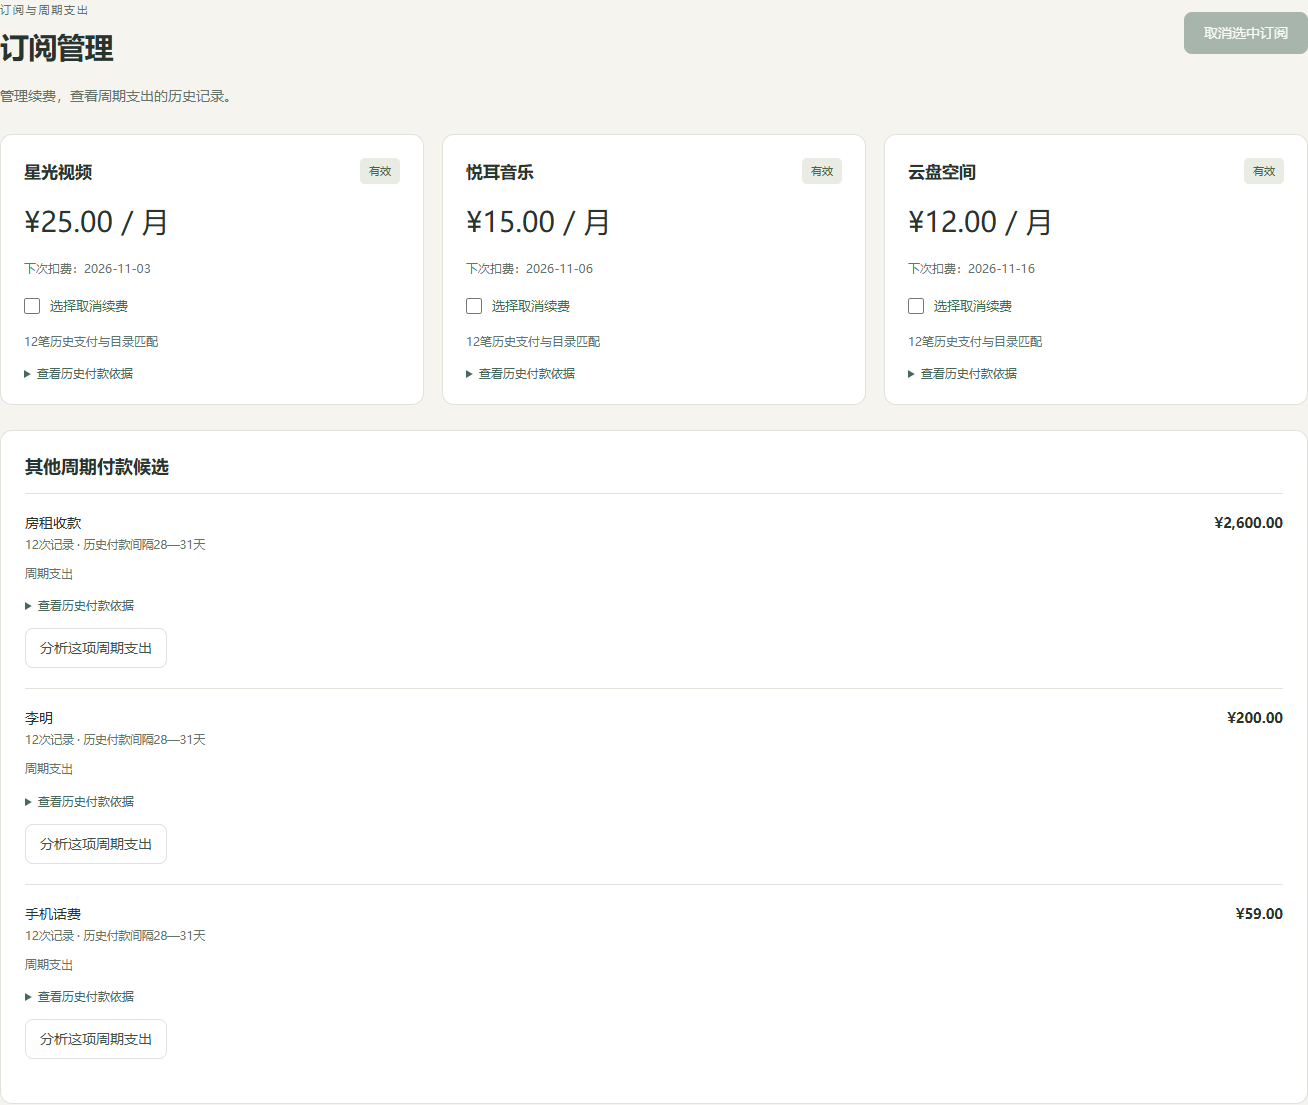 订阅与周期支出
订阅管理
取消选中订阅
管理续费，查看周期支出的历史记录。
星光视频
有效
¥25.00 / 月
下次扣费：2026-11-03
选择取消续费
12笔历史支付与目录匹配
查看历史付款依据
悦耳音乐
有效
¥15.00 / 月
下次扣费：2026-11-06
选择取消续费
12笔历史支付与目录匹配
查看历史付款依据
云盘空间
有效
¥12.00 / 月
下次扣费：2026-11-16
选择取消续费
12笔历史支付与目录匹配
查看历史付款依据
其他周期付款候选
房租收款
¥2,600.00
12次记录 · 历史付款间隔28—31天
周期支出
查看历史付款依据
分析这项周期支出
李明
¥200.00
12次记录 · 历史付款间隔28—31天
周期支出
查看历史付款依据
分析这项周期支出
手机话费
¥59.00
12次记录 · 历史付款间隔28—31天
周期支出
查看历史付款依据
分析这项周期支出